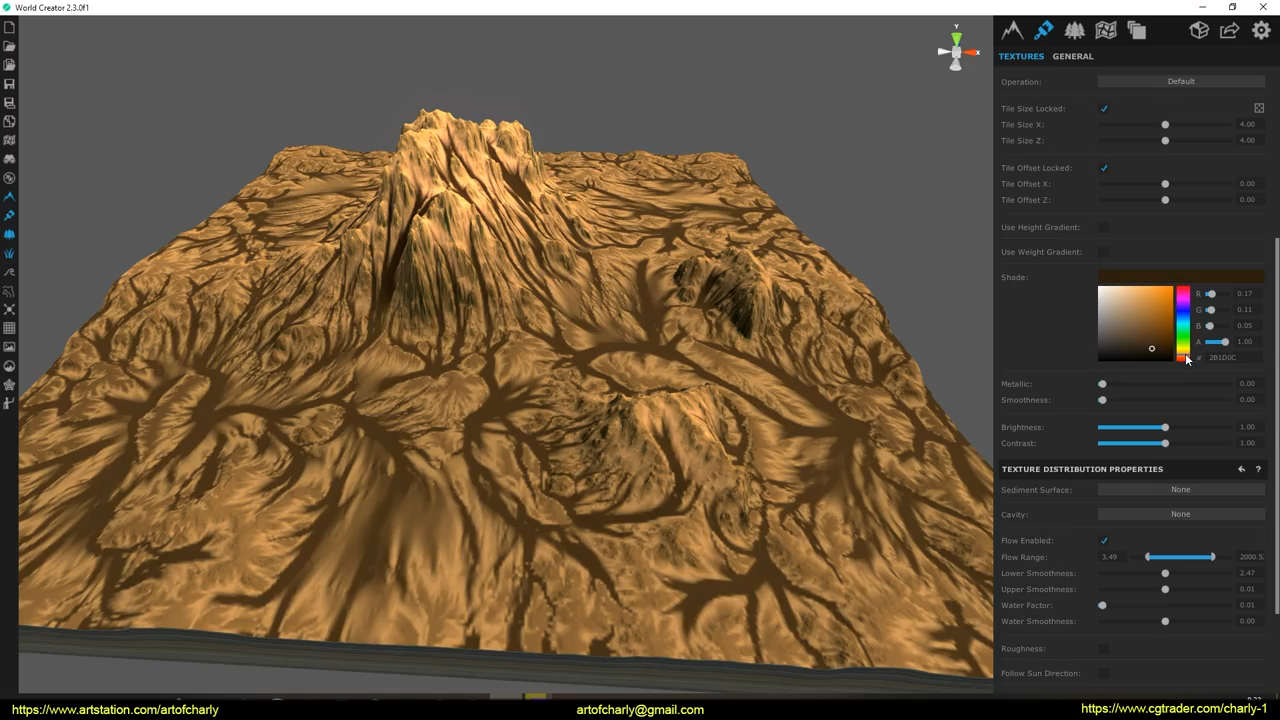 World Creator 2.3.0f1
Y
X
TEXTURES GENERAL
Operation: Default
Tile Size Locked:
Tile Size X: 4.00
Tile Size Z: 4.00
Tile Offset Locked:
Tile Offset X: 0.00
Tile Offset Z: 0.00
Use Height Gradient:
Use Weight Gradient:
Shade:
R 0.17
G 0.11
B 0.05
A 1.00
# 2B1D0C
Metallic: 0.00
Smoothness: 0.00
Brightness: 1.00
Contrast: 1.00
TEXTURE DISTRIBUTION PROPERTIES ?
Sediment Surface: None
Cavity: None
Flow Enabled:
Flow Range: 3.49 2000.5
Lower Smoothness: 2.47
Upper Smoothness: 0.01
Water Factor: 0.01
Water Smoothness: 0.00
Roughness:
Follow Sun Direction:
https://www.artstation.com/artofcharly artofcharly@gmail.com https://www.cgtrader.com/charly-1